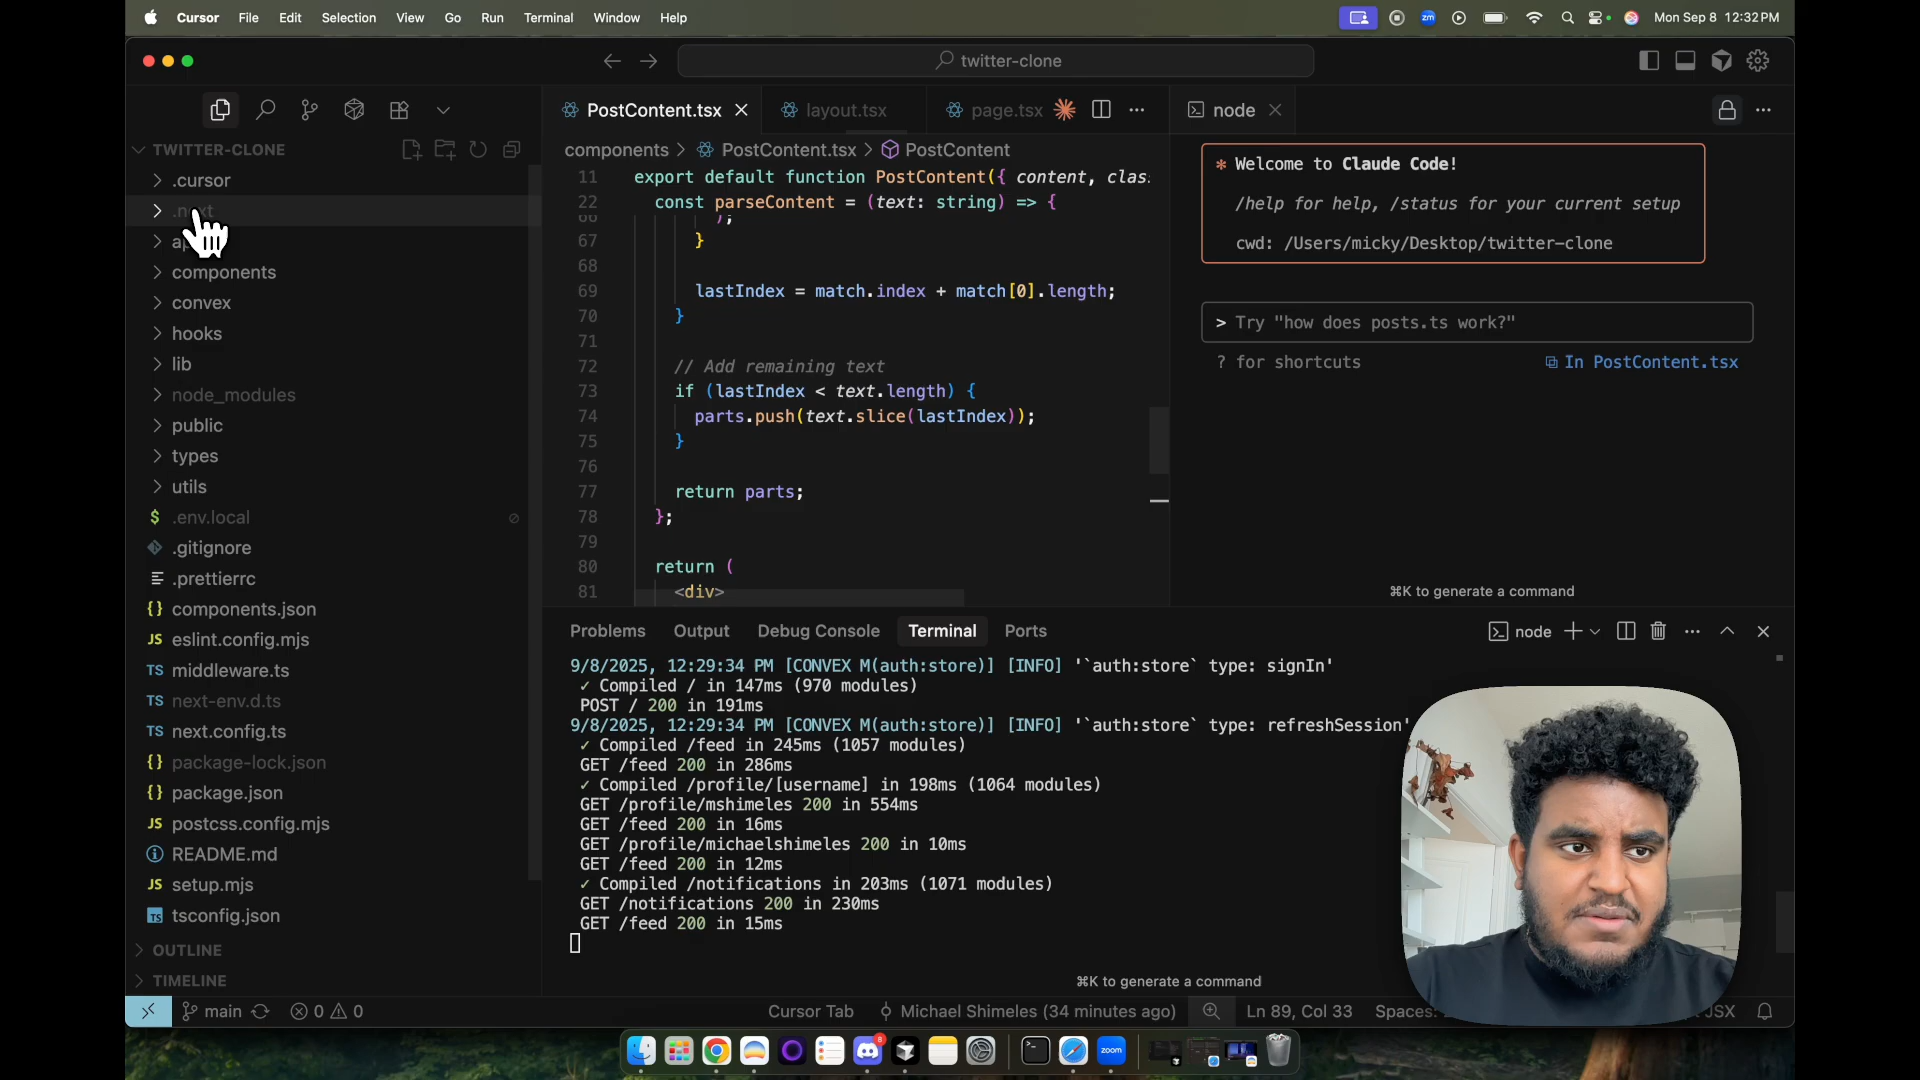 Cursor File Edit Selection View Go Run Terminal Window Help
zm
Mon Sep 8 12:32 PM
twitter-clone
TWITTER-CLONE
.cursor
components
convex
hooks
lib
node_modules
public
types
utils
$ .env.local
.gitignore
.prettierrc
{} components.json
JS eslint.config.mjs
TS middleware.ts
TS next-env.d.ts
TS next.config.ts
{} package-lock.json
{} package.json
JS postcss.config.mjs
README.md
JS setup.mjs
TS tsconfig.json
OUTLINE
TIMELINE
PostContent.tsx layout.tsx page.tsx
components > PostContent.tsx > PostContent
11 export default function PostContent({ content, clas
22 const parseContent = (text: string) => {
);
67 }
68
69 lastIndex = match.index + match[0].length;
70 }
71
72 // Add remaining text
73 if (lastIndex < text.length) {
74 parts.push(text.slice(lastIndex));
75 }
76
77 return parts;
78 };
79
80 return (
81 <div>
node
* Welcome to Claude Code!
/help for help, /status for your current setup
cwd: /Users/micky/Desktop/twitter-clone
> Try "how does posts.ts work?"
? for shortcuts
In PostContent.tsx
⌘K to generate a command
Problems Output Debug Console Terminal Ports
node
9/8/2025, 12:29:34 PM [CONVEX M(auth:store)] [INFO] '`auth:store` type: signIn'
✓ Compiled / in 147ms (970 modules)
POST / 200 in 191ms
9/8/2025, 12:29:34 PM [CONVEX M(auth:store)] [INFO] '`auth:store` type: refreshSession'
✓ Compiled /feed in 245ms (1057 modules)
GET /feed 200 in 286ms
✓ Compiled /profile/[username] in 198ms (1064 modules)
GET /profile/mshimeles 200 in 554ms
GET /feed 200 in 16ms
GET /profile/michaelshimeles 200 in 10ms
GET /feed 200 in 12ms
✓ Compiled /notifications in 203ms (1071 modules)
GET /notifications 200 in 230ms
GET /feed 200 in 15ms
⌘K to generate a command
main 0 0
Cursor Tab Michael Shimeles (34 minutes ago) Ln 89, Col 33 Spaces: JSX
8
zoom